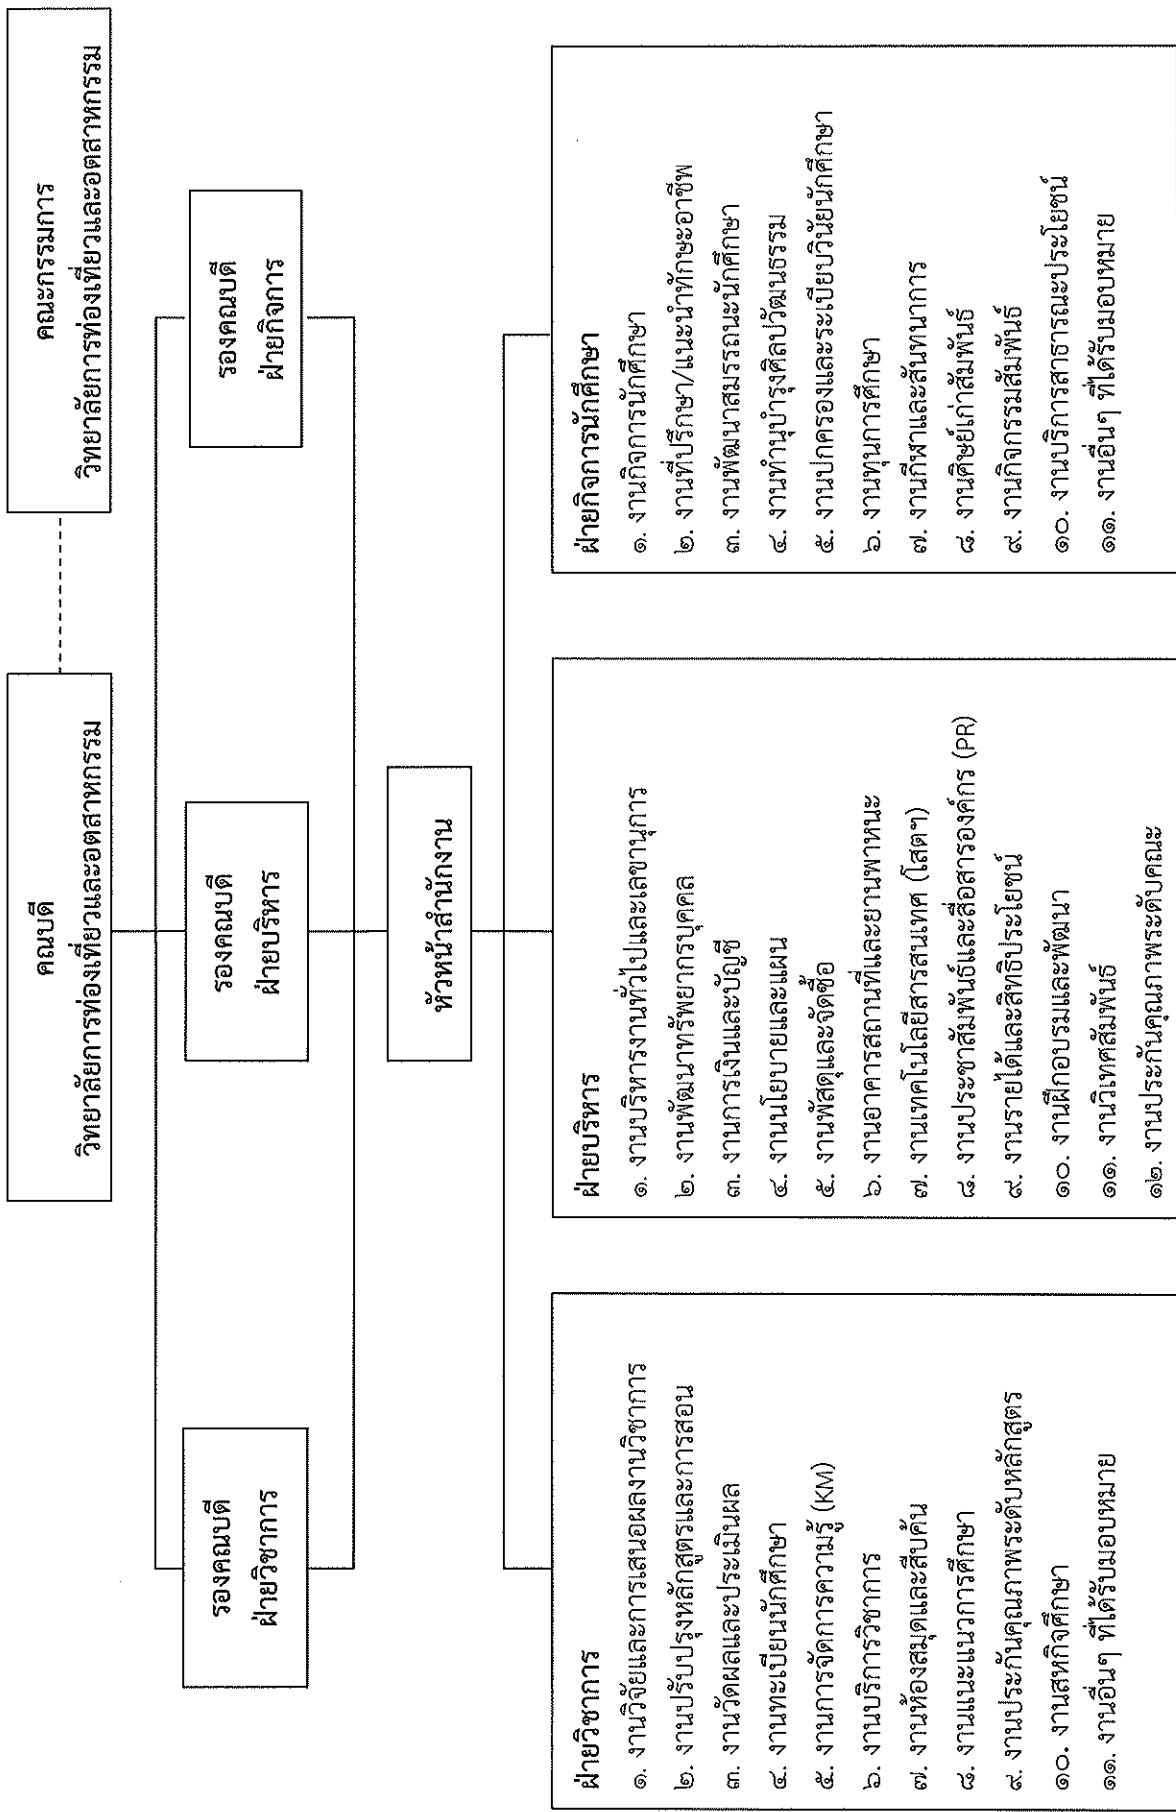 คณบดี
วิทยาลัยการท่องเที่ยวและอุตสาหกรรม
คณะกรรมการ
วิทยาลัยการท่องเที่ยวและอุตสาหกรรม
รองคณบดี
ฝ่ายวิชาการ
รองคณบดี
ฝ่ายบริหาร
รองคณบดี
ฝ่ายกิจการ
หัวหน้าสำนักงาน
ฝ่ายวิชาการ
๑. งานวิจัยและการเสนอผลงานวิชาการ
๒. งานปรับปรุงหลักสูตรและการสอน
๓. งานวัดผลและประเมินผล
๔. งานทะเบียนนักศึกษา
๕. งานการจัดการความรู้ (KM)
๖. งานบริการวิชาการ
๗. งานห้องสมุดและสืบค้น
๘. งานแนะแนวการศึกษา
๙. งานประกันคุณภาพระดับหลักสูตร
๑๐. งานสหกิจศึกษา
๑๑. งานอื่นๆ ที่ได้รับมอบหมาย
ฝ่ายบริหาร
๑. งานบริหารงานทั่วไปและเลขานุการ
๒. งานพัฒนาทรัพยากรบุคคล
๓. งานการเงินและบัญชี
๔. งานนโยบายและแผน
๕. งานพัสดุและจัดซื้อ
๖. งานอาคารสถานที่และยานพาหนะ
๗. งานเทคโนโลยีสารสนเทศ (โสตฯ)
๘. งานประชาสัมพันธ์และสื่อสารองค์กร (PR)
๙. งานรายได้และสิทธิประโยชน์
๑๐. งานฝึกอบรมและพัฒนา
๑๑. งานวิเทศสัมพันธ์
๑๒. งานประกันคุณภาพระดับคณะ
ฝ่ายกิจการนักศึกษา
๑. งานกิจการนักศึกษา
๒. งานที่ปรึกษา/แนะนำทักษะอาชีพ
๓. งานพัฒนาสมรรถนะนักศึกษา
๔. งานทำนุบำรุงศิลปวัฒนธรรม
๕. งานปกครองและระเบียบวินัยนักศึกษา
๖. งานทุนการศึกษา
๗. งานกีฬาและสันทนาการ
๘. งานศิษย์เก่าสัมพันธ์
๙. งานกิจกรรมสัมพันธ์
๑๐. งานบริการสาธารณะประโยชน์
๑๑. งานอื่นๆ ที่ได้รับมอบหมาย